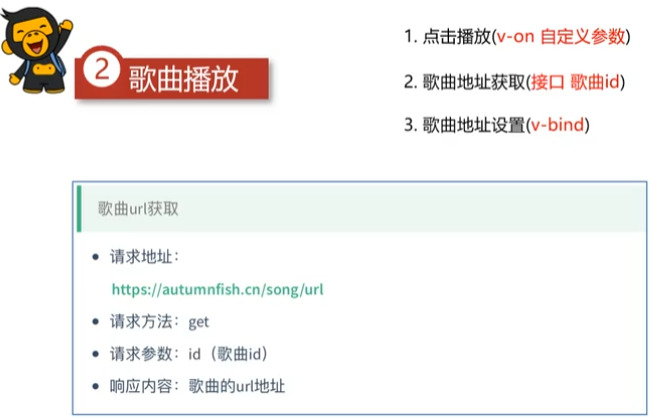 2
歌曲播放
1. 点击播放(v-on 自定义参数)
2. 歌曲地址获取(接口 歌曲id)
3. 歌曲地址设置(v-bind)
歌曲url获取
请求地址：
https://autumnfish.cn/song/url
请求方法：get
请求参数：id（歌曲id）
响应内容：歌曲的url地址